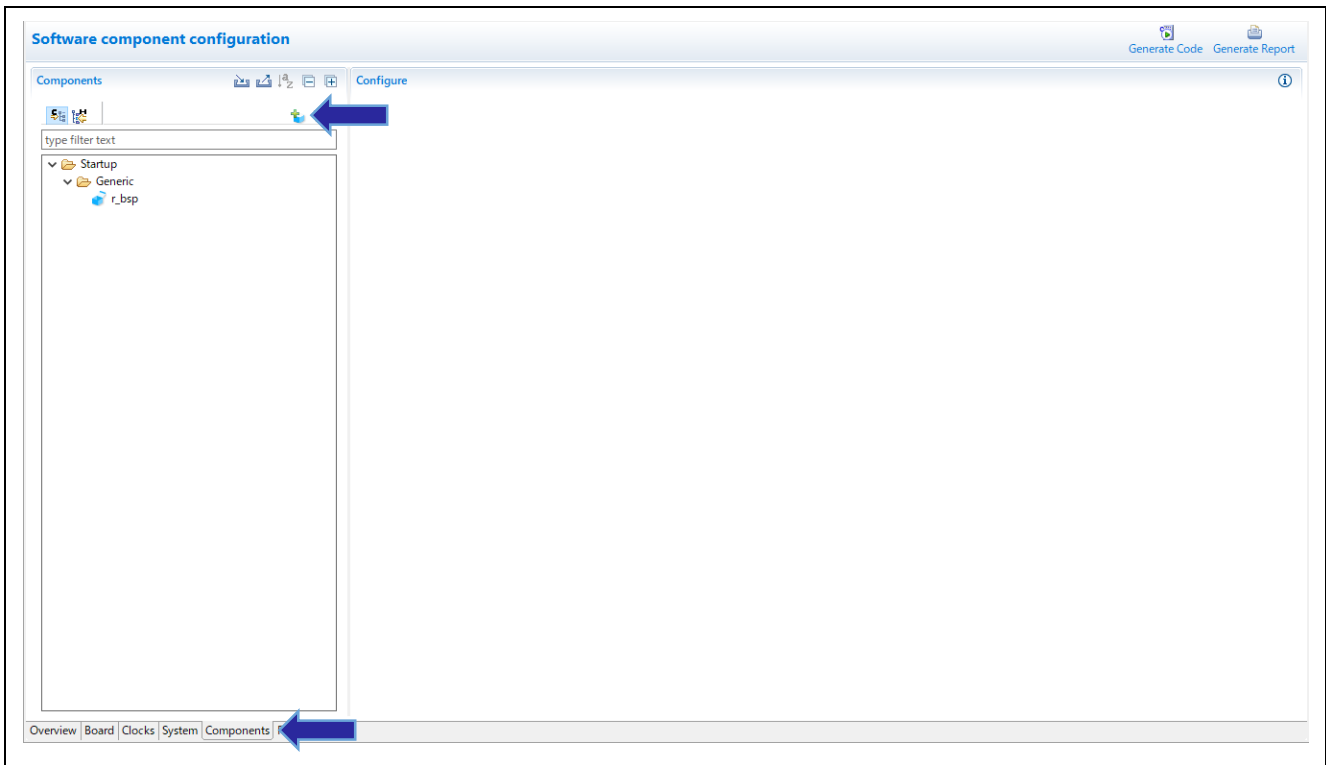 Software component configuration
Generate Code Generate Report
Components
Configure
type filter text
Startup
Generic
r_bsp
Overview Board Clocks System Components